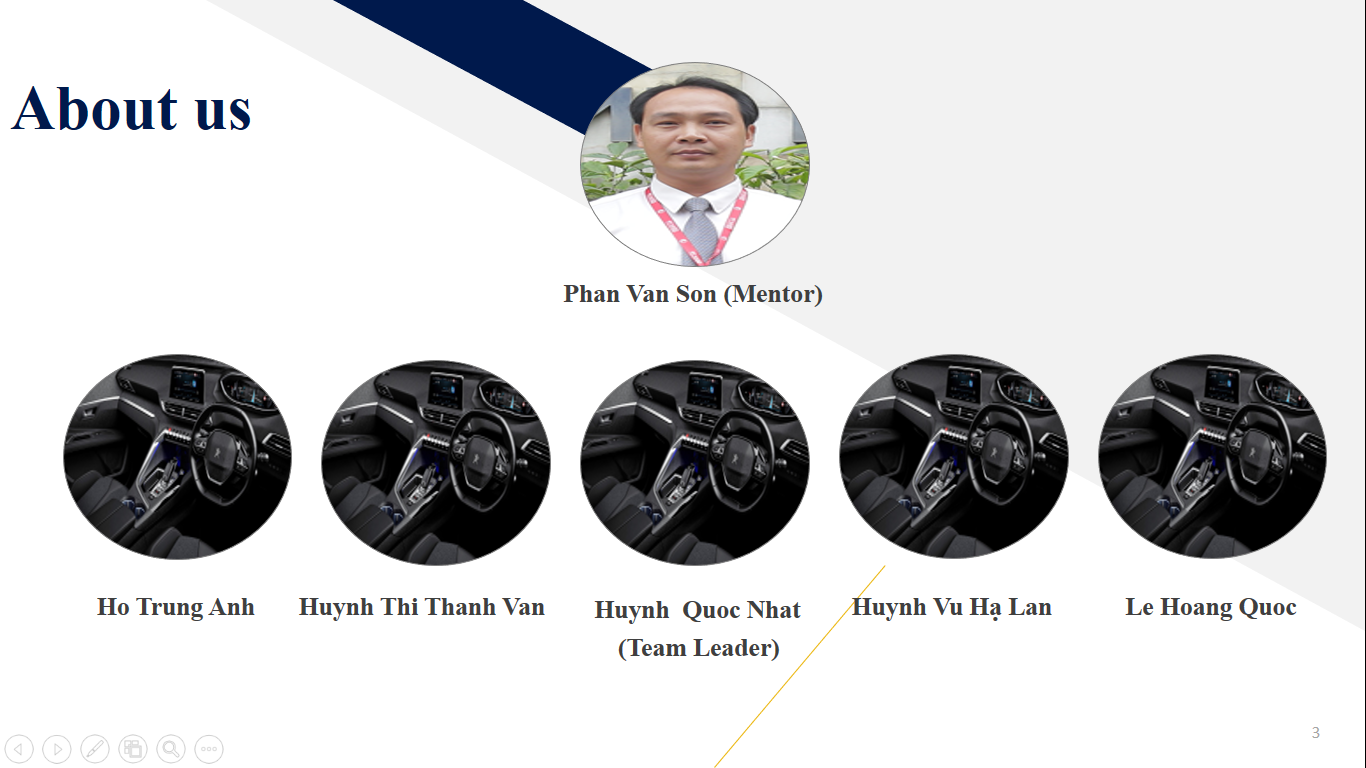 About us
Phan Van Son (Mentor)
Ho Trung Anh
Huynh Thi Thanh Van
Huynh  Quoc Nhat
(Team Leader)
Huynh Vu Hạ Lan
Le Hoang Quoc
3